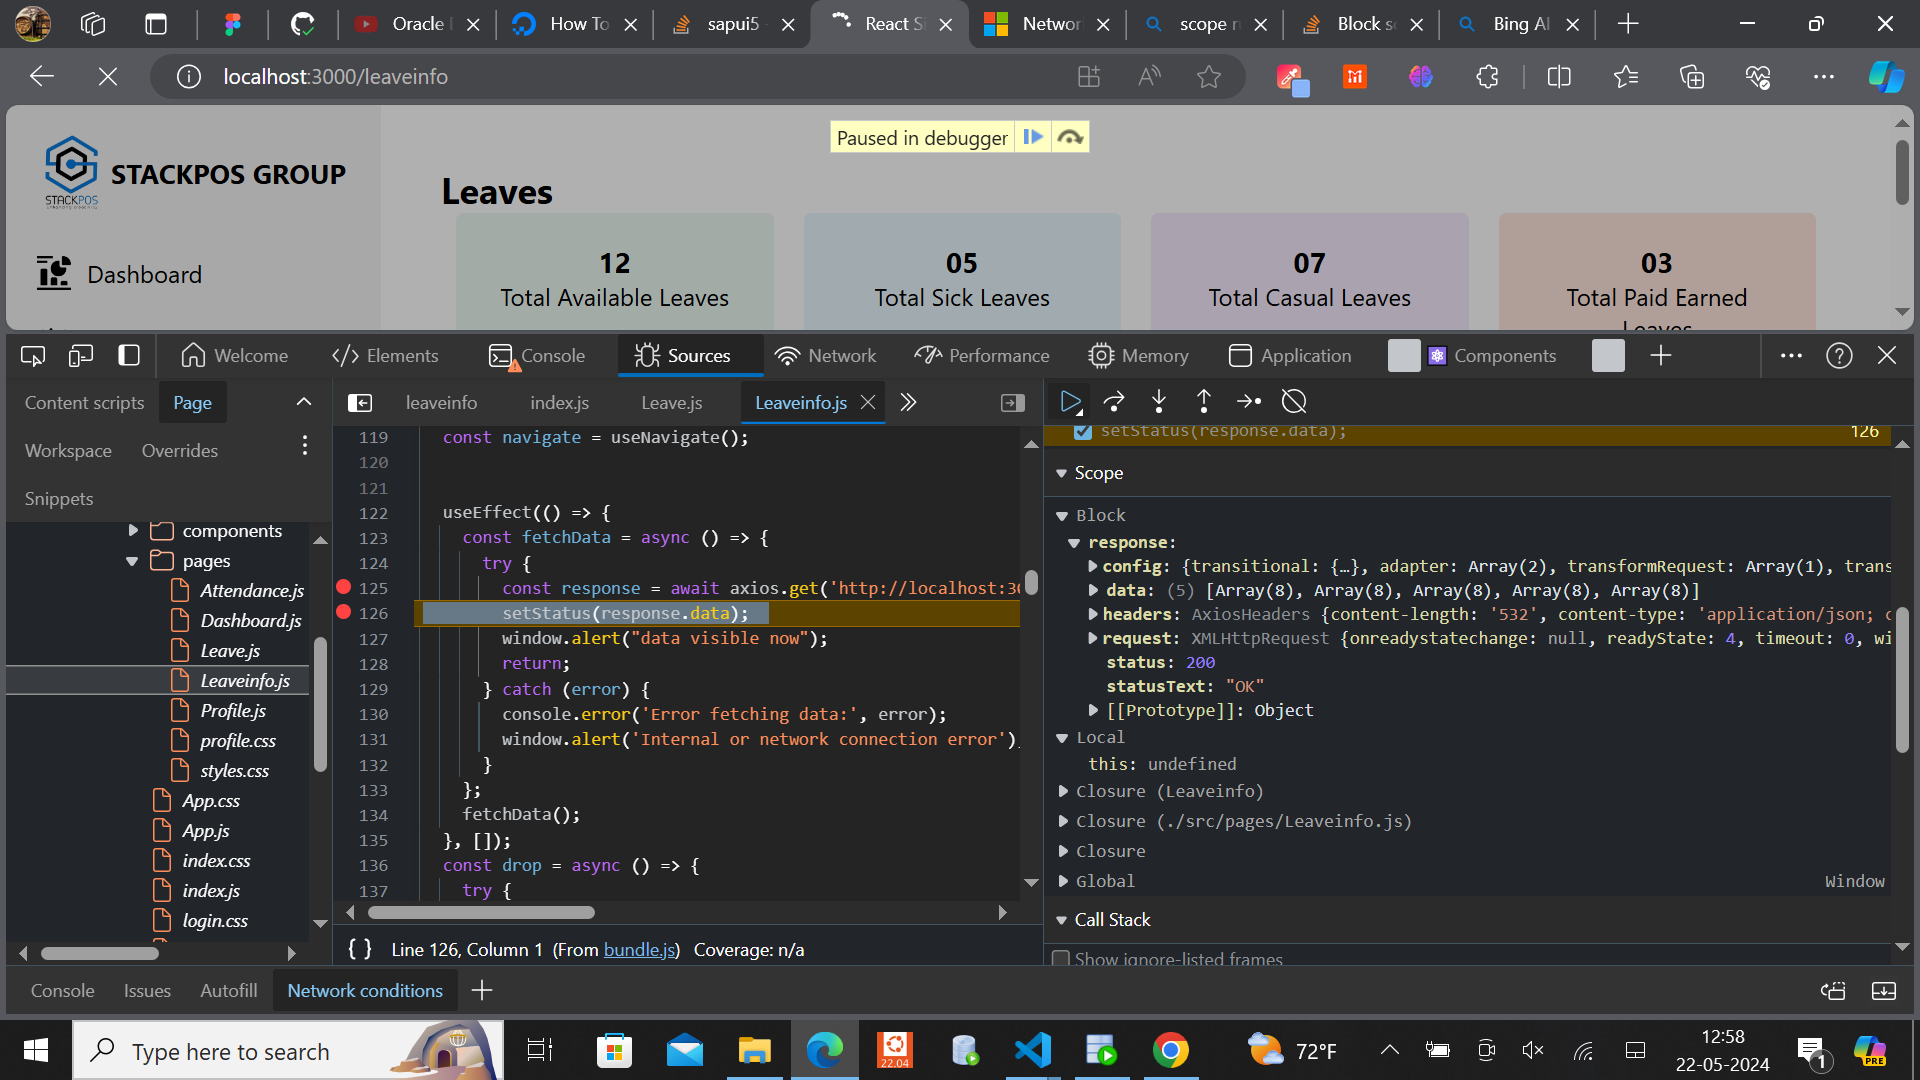 Oracle
How To
sapui5
React Si
Networ
scope r
Block s
Bing AI
localhost:3000/leaveinfo
Paused in debugger
STACKPOS GROUP
STACKPOS
Dashboard
Leaves
12
Total Available Leaves
05
Total Sick Leaves
07
Total Casual Leaves
03
Total Paid Earned
Leaves
Welcome
Elements
Console
Sources
Network
Performance
Memory
Application
Components
Content scripts
Page
Workspace
Overrides
Snippets
components
pages
Attendance.js
Dashboard.js
Leave.js
Leaveinfo.js
Profile.js
profile.css
styles.css
App.css
App.js
index.css
index.js
login.css
leaveinfo
index.js
Leave.js
Leaveinfo.js
119 const navigate = useNavigate();
120
121
122 useEffect(() => {
123 const fetchData = async () => {
124 try {
125 const response = await axios.get('http://localhost:30
126 setStatus(response.data);
127 window.alert("data visible now");
128 return;
129 } catch (error) {
130 console.error('Error fetching data:', error);
131 window.alert('Internal or network connection error')
132 }
133 };
134 fetchData();
135 }, []);
136 const drop = async () => {
137 try {
{ } Line 126, Column 1 (From bundle.js) Coverage: n/a
setStatus(response.data); 126
Scope
Block
response:
config: {transitional: {…}, adapter: Array(2), transformRequest: Array(1), trans
data: (5) [Array(8), Array(8), Array(8), Array(8), Array(8)]
headers: AxiosHeaders {content-length: '532', content-type: 'application/json; c
request: XMLHttpRequest {onreadystatechange: null, readyState: 4, timeout: 0, wi
status: 200
statusText: "OK"
[[Prototype]]: Object
Local
this: undefined
Closure (Leaveinfo)
Closure (./src/pages/Leaveinfo.js)
Closure
Global Window
Call Stack
Show ignore-listed frames
Console
Issues
Autofill
Network conditions
Type here to search
22.04
72°F
12:58
22-05-2024
1
PRE